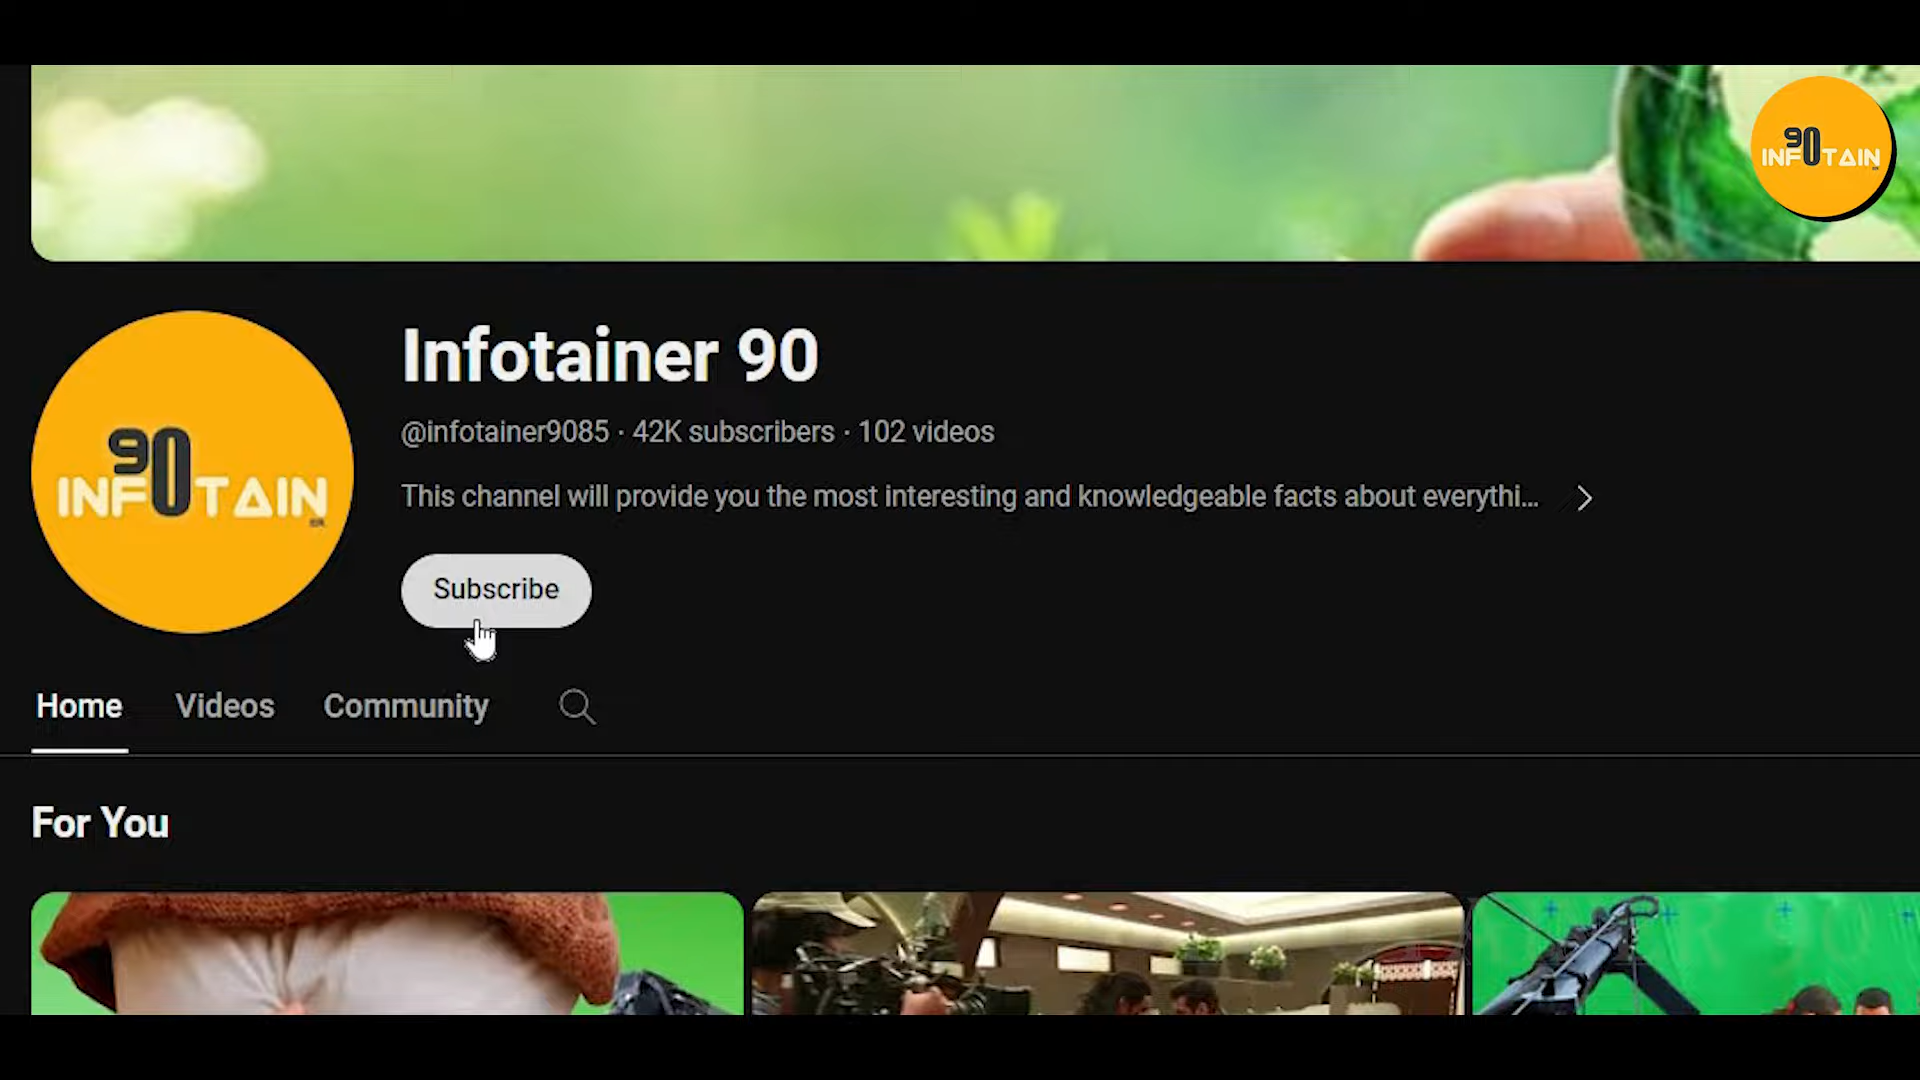 90
INFOTAIN
Infotainer 90
@infotainer9085 · 42K subscribers · 102 videos
90
INFOTAIN
This channel will provide you the most interesting and knowledgeable facts about everythi...
Subscribe
Home Videos Community
For You